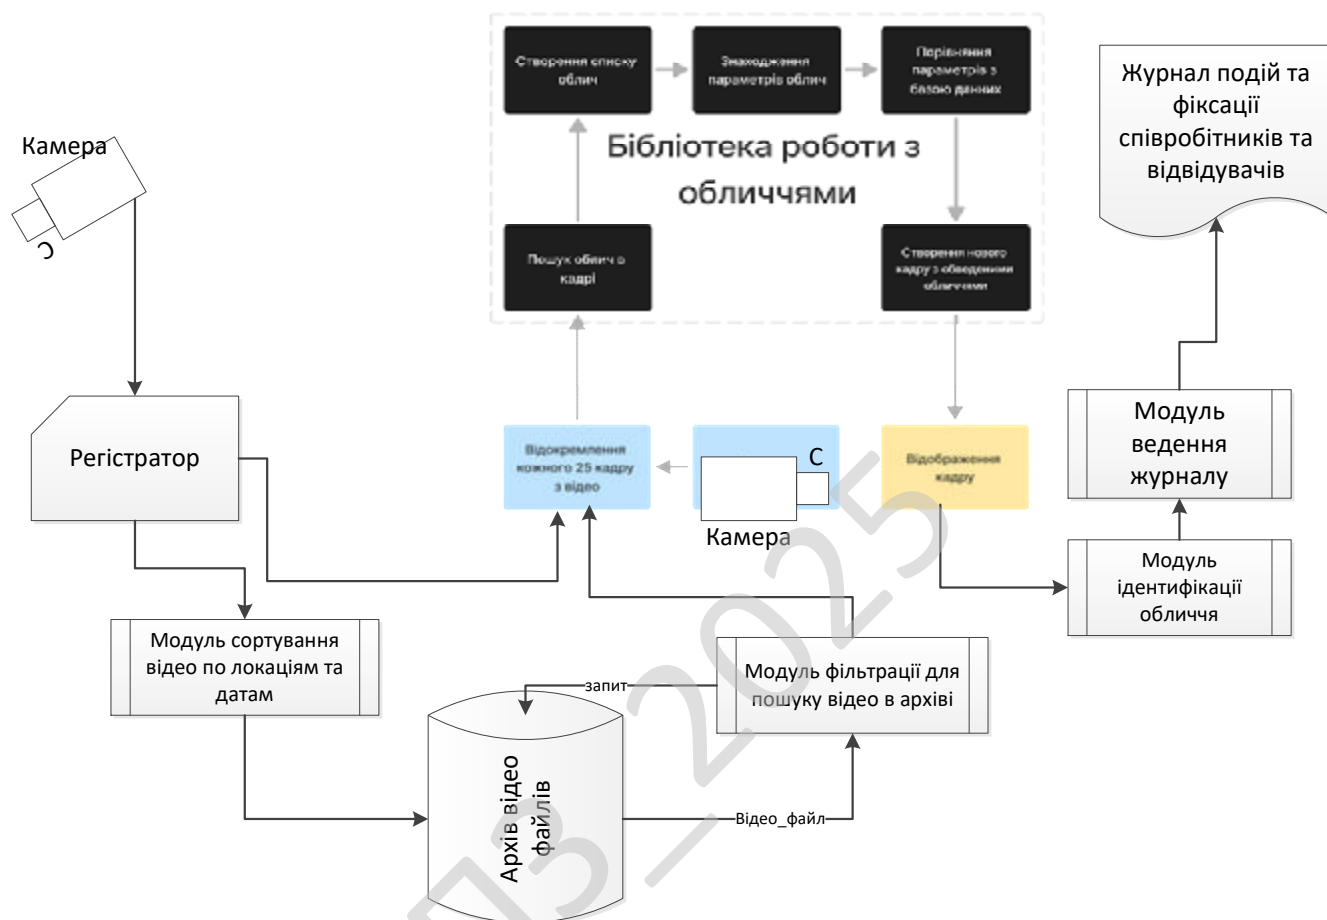 Створення списку
облич
Знаходження
параметрів облич
Порівняння
параметрів з
базою данних
Бібліотека роботи з
обличчями
Пошук облич в
кадрі
Створення нового
кадру з обведеними
обличчями
Журнал подій та
фіксації
співробітників та
відвідувачів
Камера
С
Регістратор
Відокремлення
кожного 25 кадру
з відео
С
Камера
Відображення
кадру
Модуль
ведення
журналу
Модуль
ідентифікації
обличчя
Модуль сортування
відео по локаціям та
датам
запит
Модуль фільтрації для
пошуку відео в архіві
Архів відео
файлів
Відео_файл
ПЗ_2025